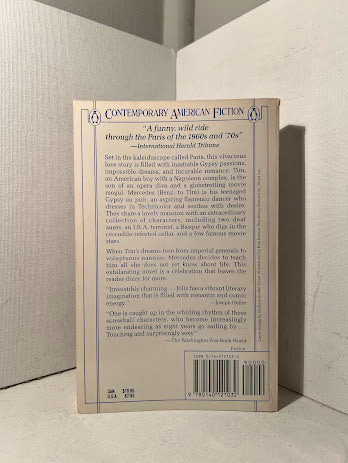 CONTEMPORARY AMERICAN FICTION
"A funny, wild ride
through the Paris of the 1960s and '70s"
—International Herald Tribune
Set in the kaleidoscope called Paris, this vivacious
love story is filled with insatiable Gypsy passions,
impossible dreams, and incurable romance. Tim,
an American boy with a Napoleon complex, is the
son of an opera diva and a globetrotting movie
mogul. Mercedes (Benz, to Tim) is his teenaged
Gypsy au pair, an aspiring flamenco dancer who
dresses in Technicolor and seethes with desire.
They share a lovely mansion with an extraordinary
collection of characters, including two deaf
aunts, an I.R.A. terrorist, a Basque who digs in the
crocodile-infested cellar, and a few famous movie
stars.
When Tim's dreams turn from imperial generals to
voluptuous nannies, Mercedes decides to teach
him all she does not yet know about life. This
exhilarating novel is a celebration that leaves the
reader dizzy for more.
"Irresistibly charming . . . Jolis has a vibrant literary
imagination that is filled with romantic and comic
energy."
—Joseph Heller
"One is caught up in the whirling rhythm of these
screwball characters, who become increasingly
more endearing as eight years go sailing by. . . .
Touching and surprisingly sexy"
—The Washington Post Book World
Fiction
CAN. $10.95
U.S.A. $7.95
90000
9 780140 121032